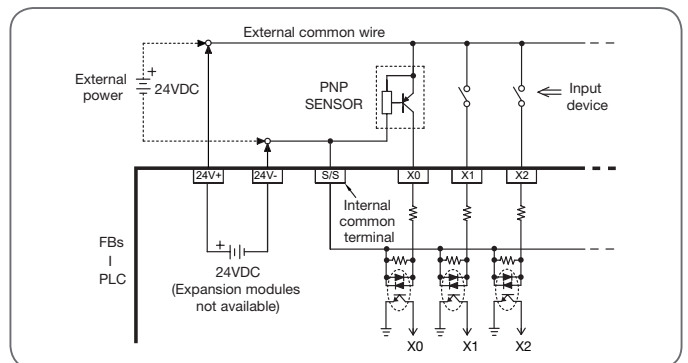 External common wire
External
power
+
24VDC
PNP
SENSOR
Input
device
24V+
24V-
S/S
X0
X1
X2
Internal
common
terminal
FBs
I
PLC
+
24VDC
(Expansion modules
not available)
X0
X1
X2